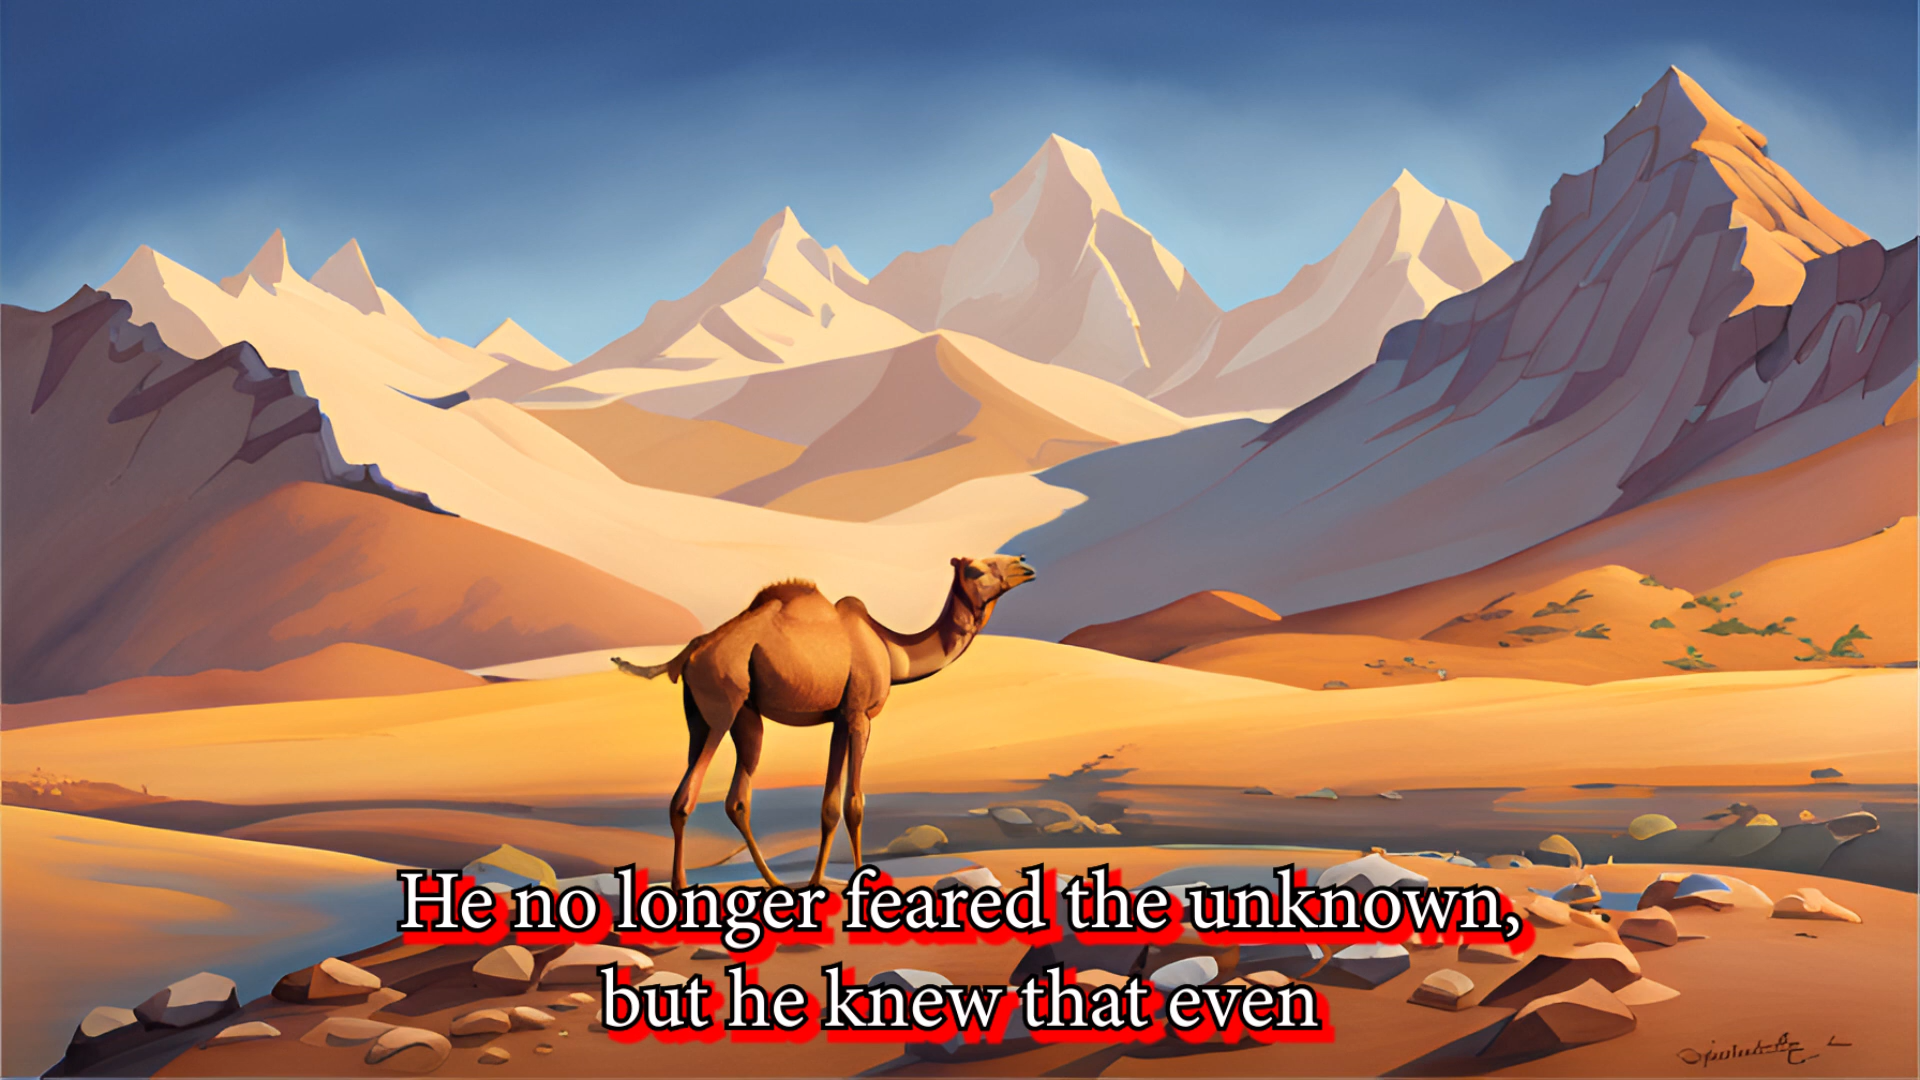 He no longer feared the unknown,
but he knew that even